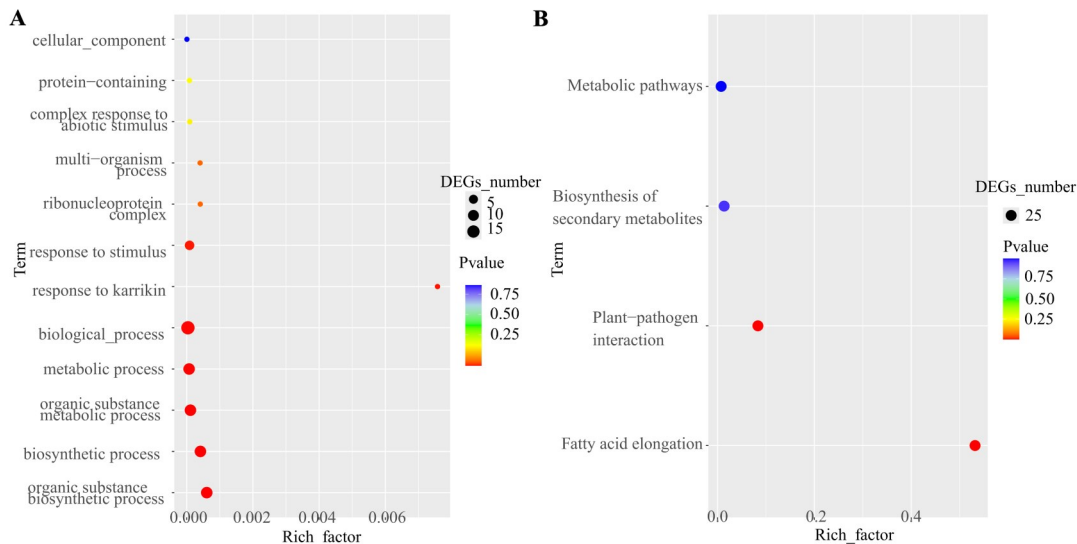 A
cellular_component
protein−containing
complex response to
abiotic stimulus
multi−organism
process
ribonucleoprotein
complex
response to stimulus
response to karrikin
biological_process
metabolic process
organic substance
metabolic process
biosynthetic process
organic substance
biosynthetic process
Term
0.000
0.002
0.004
0.006
Rich_factor
DEGs_number
5
10
15
Pvalue
0.75
0.50
0.25
B
Metabolic pathways
Biosynthesis of
secondary metabolites
Plant−pathogen
interaction
Fatty acid elongation
Term
0.0
0.2
0.4
Rich_factor
DEGs_number
25
Pvalue
0.75
0.50
0.25